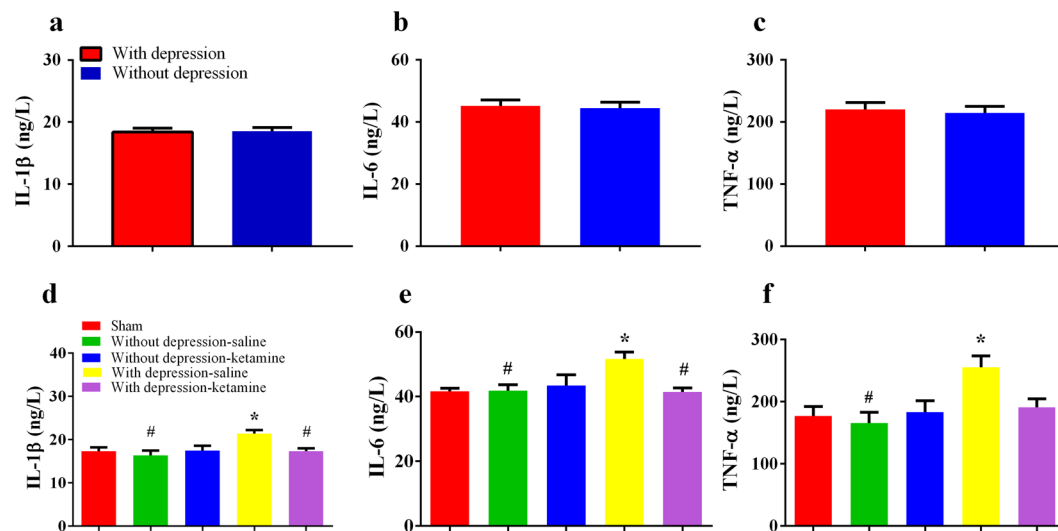 a
With depression
Without depression
IL-1β (ng/L)
30
20
10
0
b
IL-6 (ng/L)
60
40
20
0
c
TNF-α (ng/L)
300
200
100
0
d
Sham
Without depression-saline
Without depression-ketamine
With depression-saline
With depression-ketamine
IL-1β (ng/L)
40
30
20
10
0
#
*
#
e
IL-6 (ng/L)
60
40
20
0
#
*
#
f
TNF-α (ng/L)
300
200
100
0
#
*